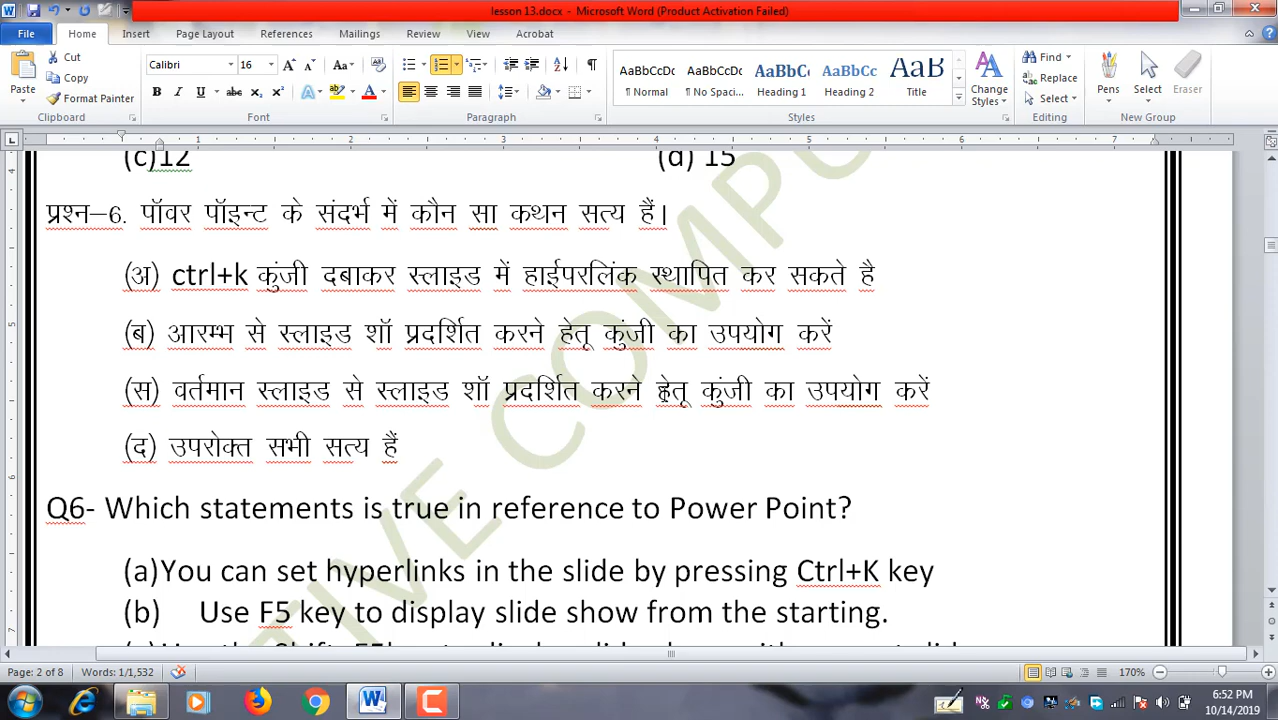 lesson 13.docx - Microsoft Word (Product Activation Failed)
File Home Insert Page Layout References Mailings Review View Acrobat
Paste Cut Copy Format Painter Clipboard
Calibri 16 Font
Paragraph
AaBbCcDc Normal AaBbCcDc No Spaci... AaBbC Heading 1 AaBbCc Heading 2 AaB Title Change Styles Styles
Find Replace Select Editing
Pens Select Eraser New Group
(c)12 (d) 15
प्रश्न–6. पॉवर पॉइन्ट के संदर्भ में कौन सा कथन सत्य हैं।
(अ) ctrl+k कुंजी दबाकर स्लाइड में हाईपरलिंक स्थापित कर सकते है
(ब) आरम्भ से स्लाइड शॉ प्रदर्शित करने हेतू कुंजी का उपयोग करें
(स) वर्तमान स्लाइड से स्लाइड शॉ प्रदर्शित करने हेतू कुंजी का उपयोग करें
(द) उपरोक्त सभी सत्य हैं
Q6- Which statements is true in reference to Power Point?
(a)You can set hyperlinks in the slide by pressing Ctrl+K key
(b) Use F5 key to display slide show from the starting.
Page: 2 of 8 Words: 1/1,532 170%
6:52 PM
10/14/2019